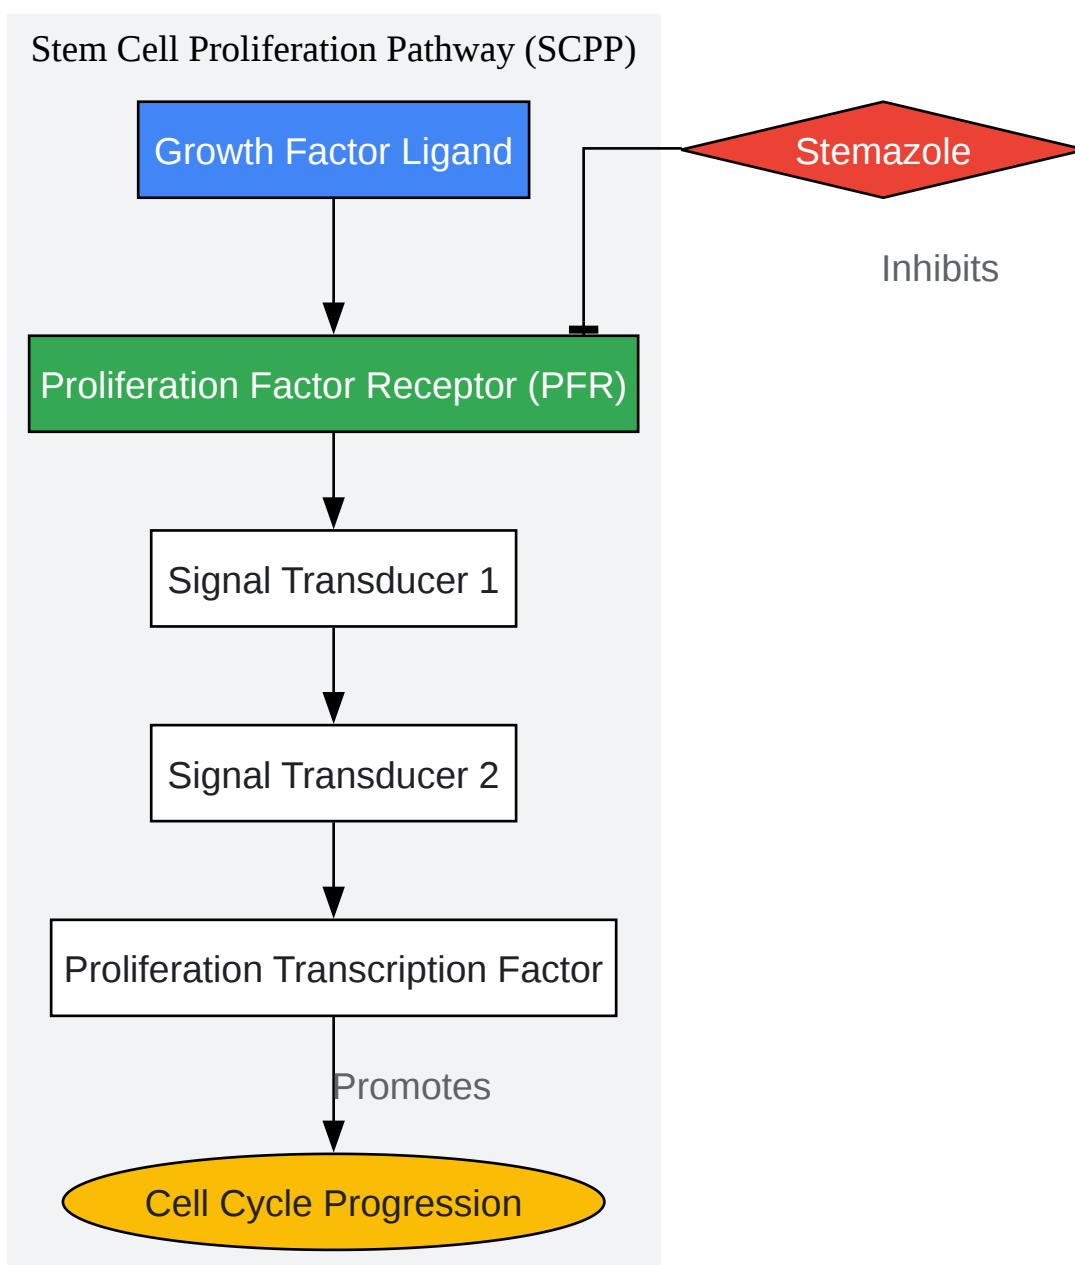 Stem Cell Proliferation Pathway (SCPP)
Growth Factor Ligand
Stemazole
Inhibits
Proliferation Factor Receptor (PFR)
Signal Transducer 1
Signal Transducer 2
Proliferation Transcription Factor
Promotes
Cell Cycle Progression